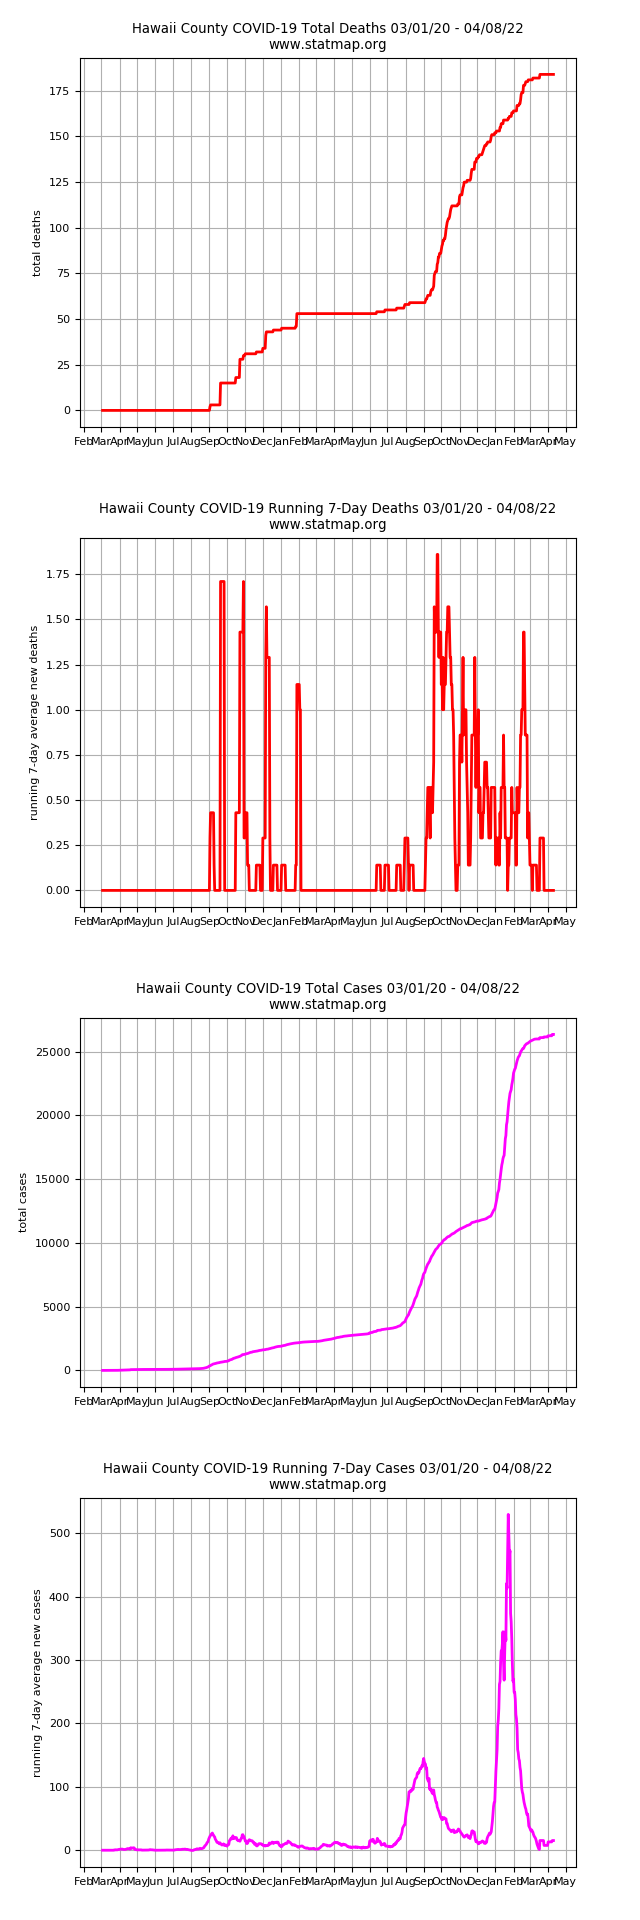 Hawaii County COVID-19 Total Deaths 03/01/20 - 04/08/22
www.statmap.org
total deaths
175
150
125
100
75
50
25
0
Feb Mar Apr May Jun Jul Aug Sep Oct Nov Dec Jan Feb Mar Apr May Jun Jul Aug Sep Oct Nov Dec Jan Feb Mar Apr May
Hawaii County COVID-19 Running 7-Day Deaths 03/01/20 - 04/08/22
www.statmap.org
running 7-day average new deaths
1.75
1.50
1.25
1.00
0.75
0.50
0.25
0.00
Feb Mar Apr May Jun Jul Aug Sep Oct Nov Dec Jan Feb Mar Apr May Jun Jul Aug Sep Oct Nov Dec Jan Feb Mar Apr May
Hawaii County COVID-19 Total Cases 03/01/20 - 04/08/22
www.statmap.org
total cases
25000
20000
15000
10000
5000
0
Feb Mar Apr May Jun Jul Aug Sep Oct Nov Dec Jan Feb Mar Apr May Jun Jul Aug Sep Oct Nov Dec Jan Feb Mar Apr May
Hawaii County COVID-19 Running 7-Day Cases 03/01/20 - 04/08/22
www.statmap.org
running 7-day average new cases
500
400
300
200
100
0
Feb Mar Apr May Jun Jul Aug Sep Oct Nov Dec Jan Feb Mar Apr May Jun Jul Aug Sep Oct Nov Dec Jan Feb Mar Apr May